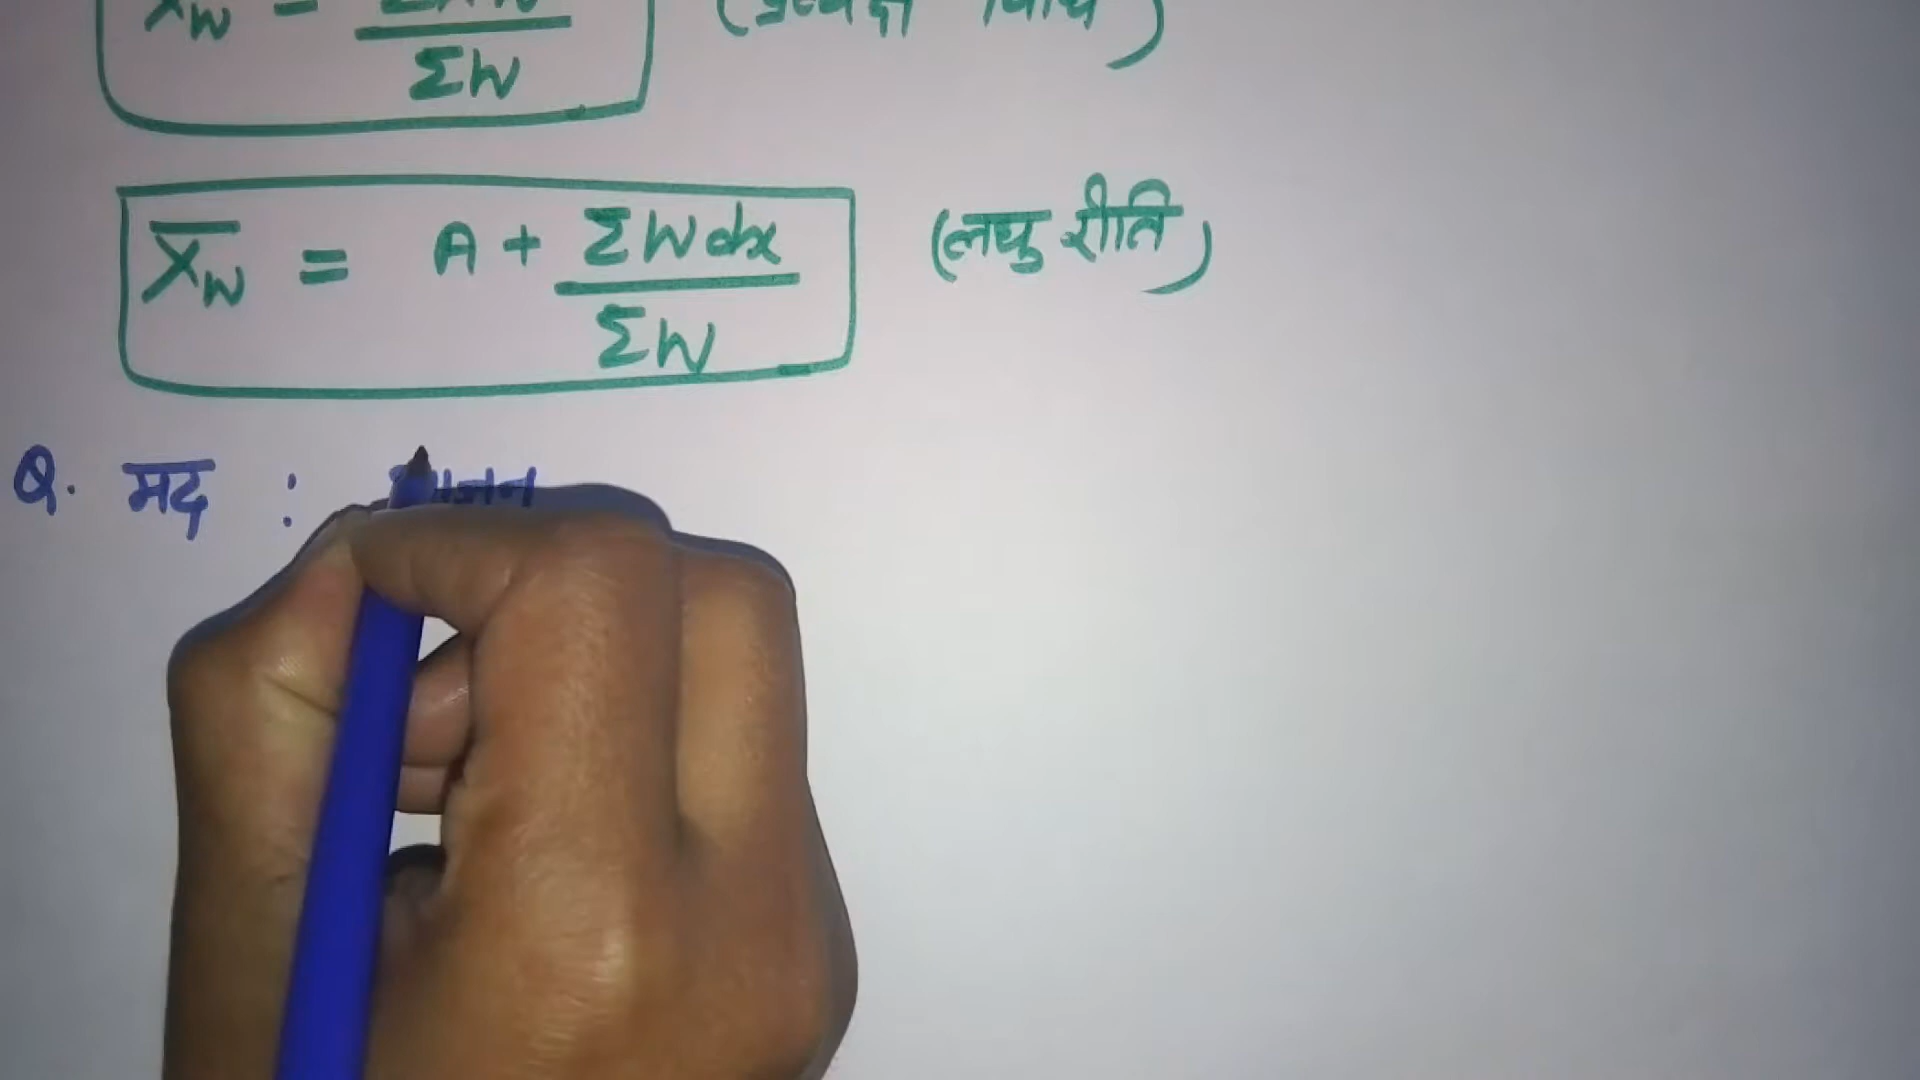 X̅w = ΣW
X̅w = A + ΣWdx / ΣW (लघु रीति)
Q. मद :